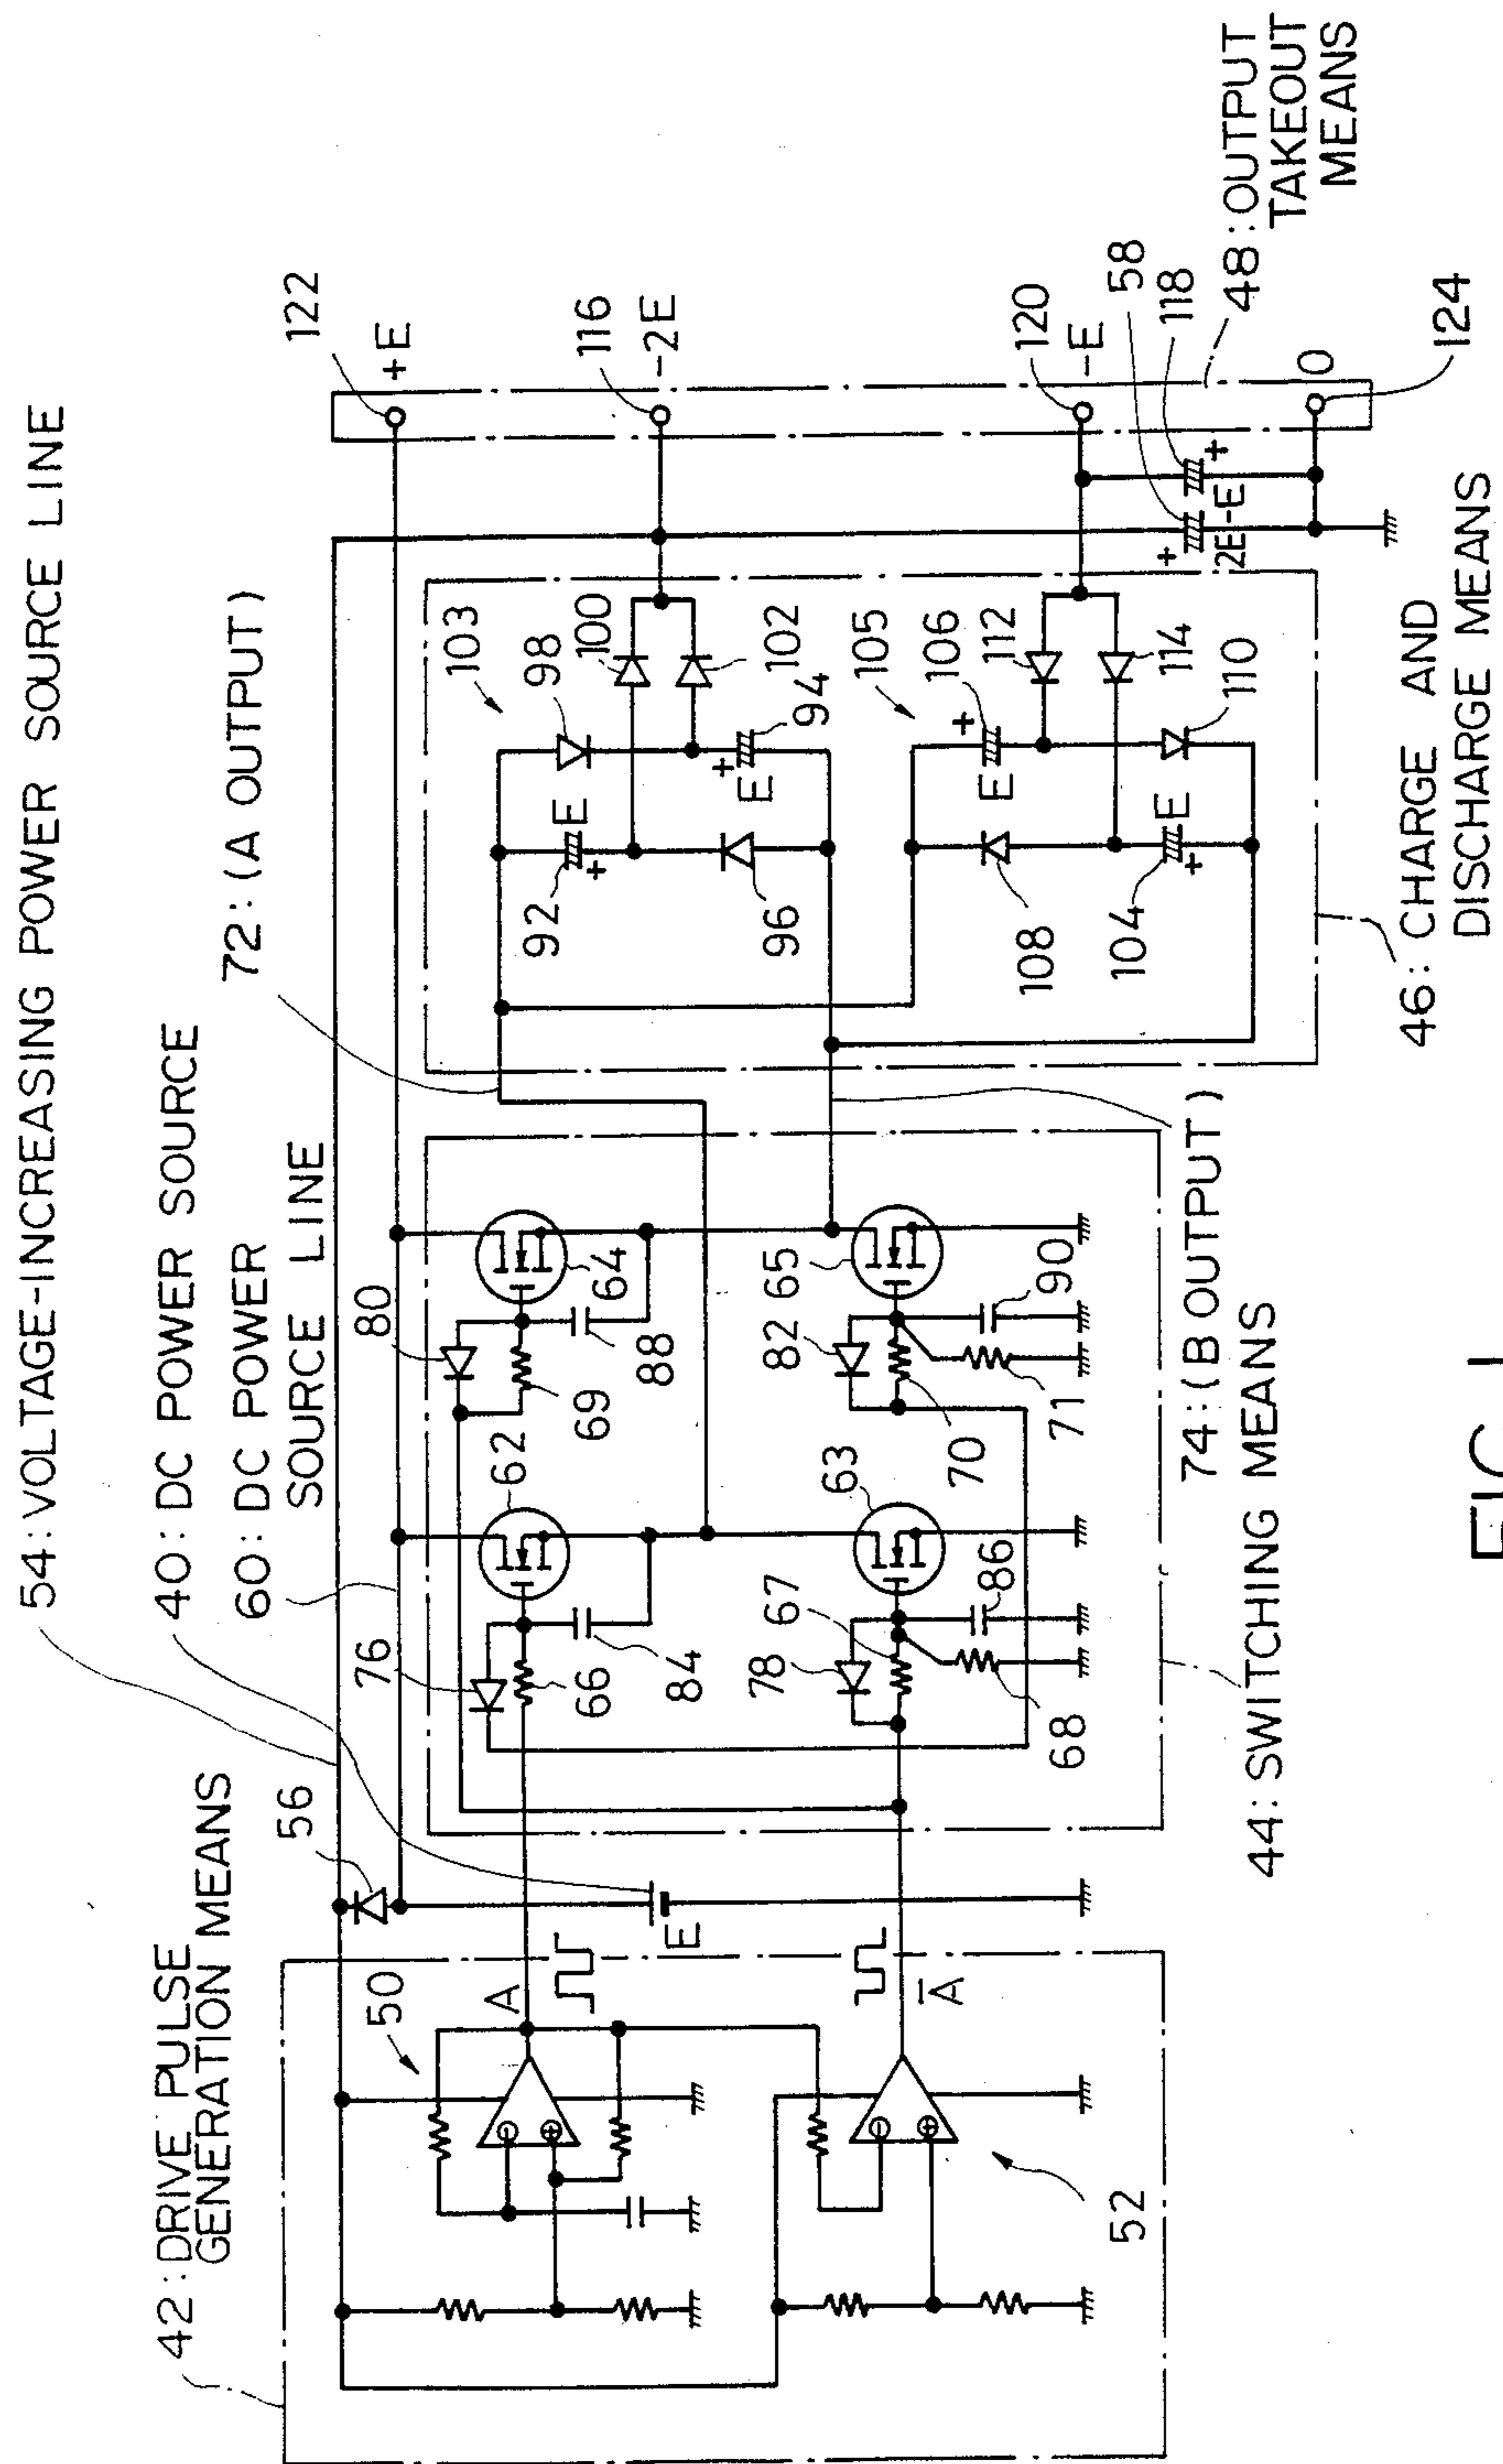 54: VOLTAGE-INCREASING POWER SOURCE LINE
40: DC POWER SOURCE
60: DC POWER
SOURCE LINE
42: DRIVE PULSE
GENERATION MEANS
72: (A OUTPUT)
56
50
A
E
Ā
52
76
62
80
66
84
69
64
88
78
67
63
86
68
82
65
90
70
71
74: (B OUTPUT)
44: SWITCHING MEANS
103
98
100
92
E
+
96
102
94
+
E
105
106
+
E
112
108
114
110
104
E
+
46: CHARGE AND
DISCHARGE MEANS
122
+E
116
-2E
120
-E
58
118
+
2E-E
+
0
124
48: OUTPUT
TAKEOUT
MEANS
FIG. 1